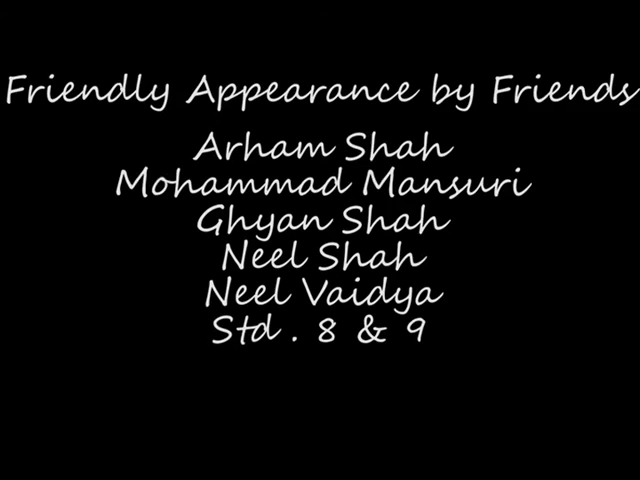 Friendly Appearance by Friends
Arham Shah
Mohammad Mansuri
Ghyan Shah
Neel Shah
Neel Vaidya
Std . 8 & 9